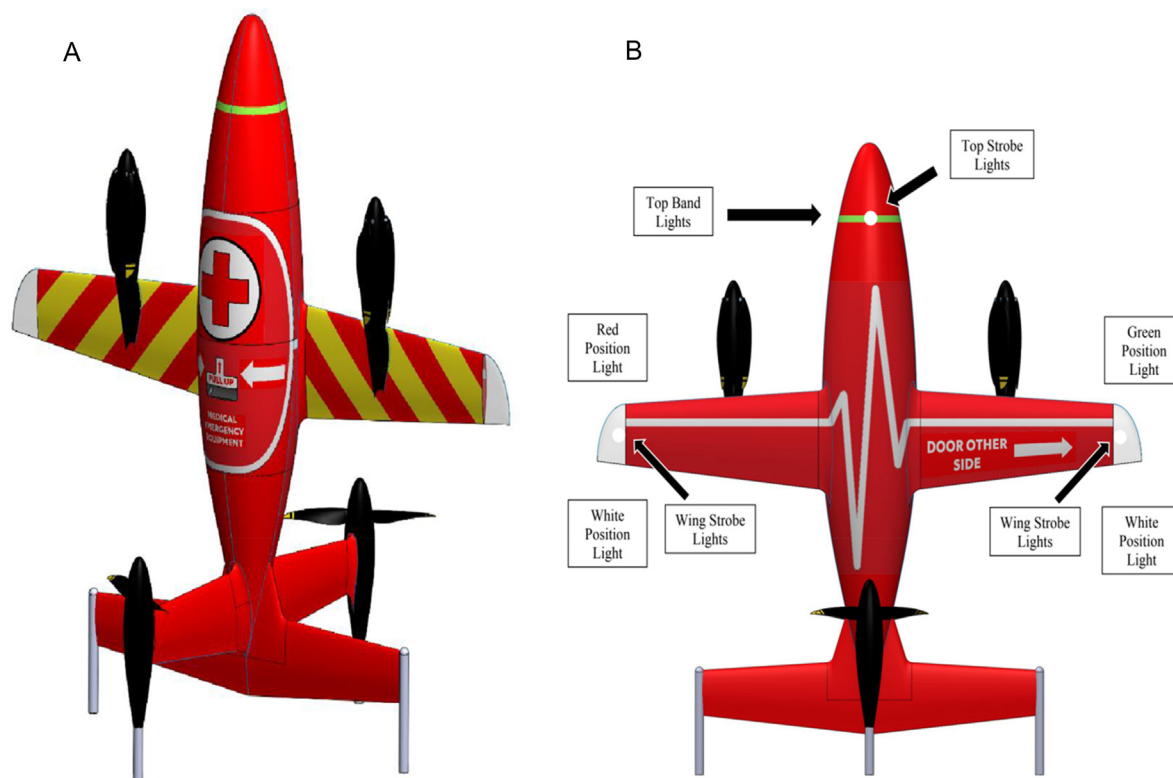 A
PULL UP
MEDICAL
EMERGENCY
EQUIPMENT
B
Top Strobe
Lights
Top Band
Lights
Red
Position
Light
Green
Position
Light
DOOR OTHER
SIDE
White
Position
Light
Wing Strobe
Lights
Wing Strobe
Lights
White
Position
Light